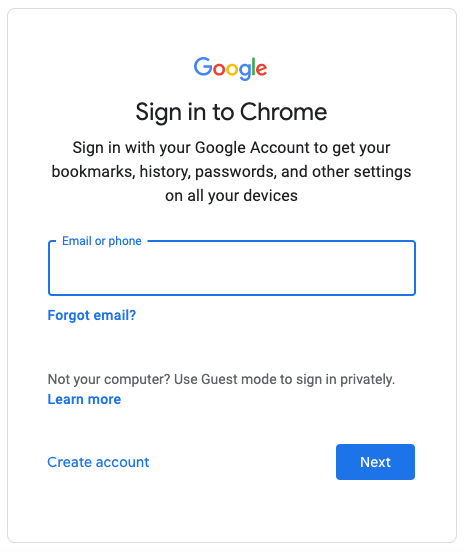 Google
Sign in to Chrome
Sign in with your Google Account to get your
bookmarks, history, passwords, and other settings
on all your devices
Email or phone
Forgot email?
Not your computer? Use Guest mode to sign in privately.
Learn more
Create account
Next